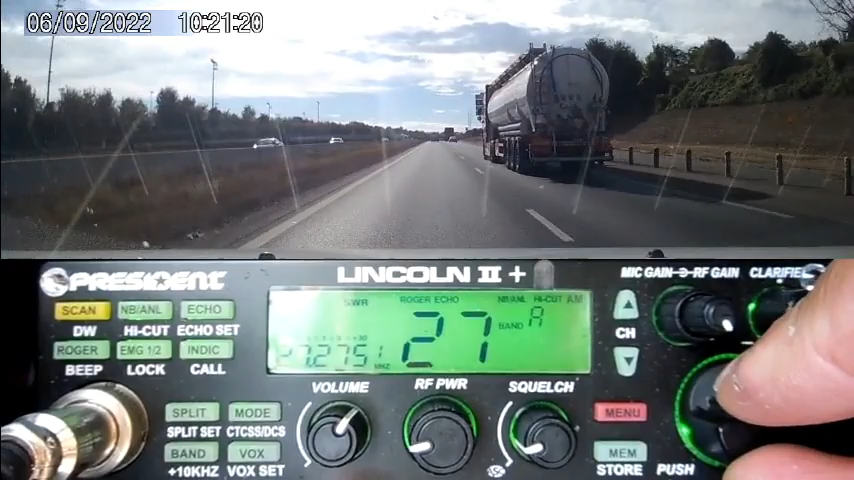 06/09/2022 10:21:20
PRESIDENT LINCOLN II + MIC GAIN RF GAIN CLARIFIER
SCAN NB/ANL ECHO
DW HI-CUT ECHO SET
ROGER EMG 1/2 INDIC
BEEP LOCK CALL
SWR ROGER ECHO NB/ANL HI-CUT AM
27 BAND A
27.2751 MHZ
CH
VOLUME RF PWR SQUELCH
SPLIT MODE
SPLIT SET CTCSS/DCS
BAND VOX
+10KHZ VOX SET
MENU
MEM
STORE PUSH